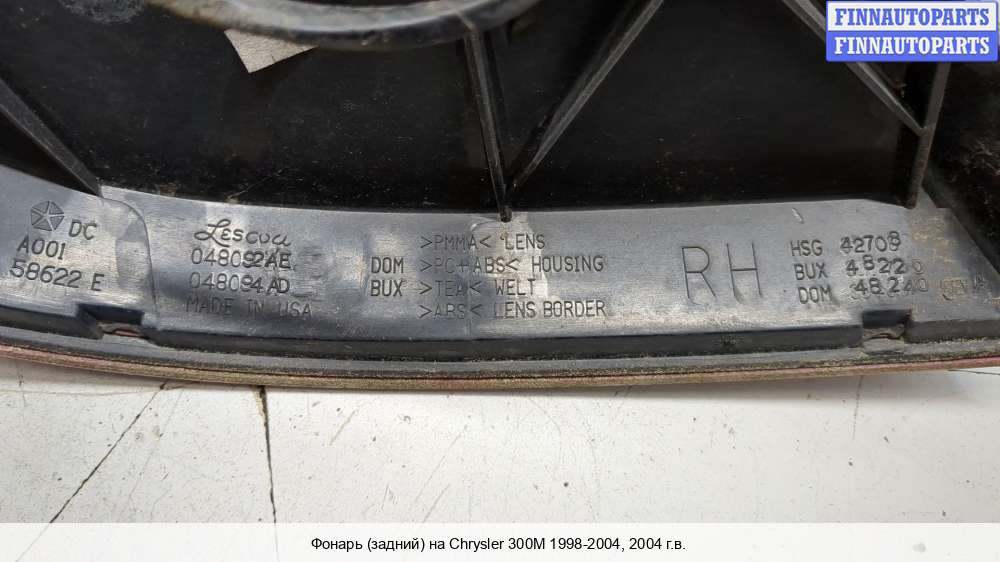 FINNAUTOPARTS
FINNAUTOPARTS
DC
A001
58622 E
Lescoa
048092AE DOM
048094AD BUX
MADE IN USA
>PMMA< LENS
>PC+ABS< HOUSING
>TEA< WELT
>ABS< LENS BORDER
RH
HSG 42709
BUX 48220
DOM 48240
Фонарь (задний) на Chrysler 300M 1998-2004, 2004 г.в.